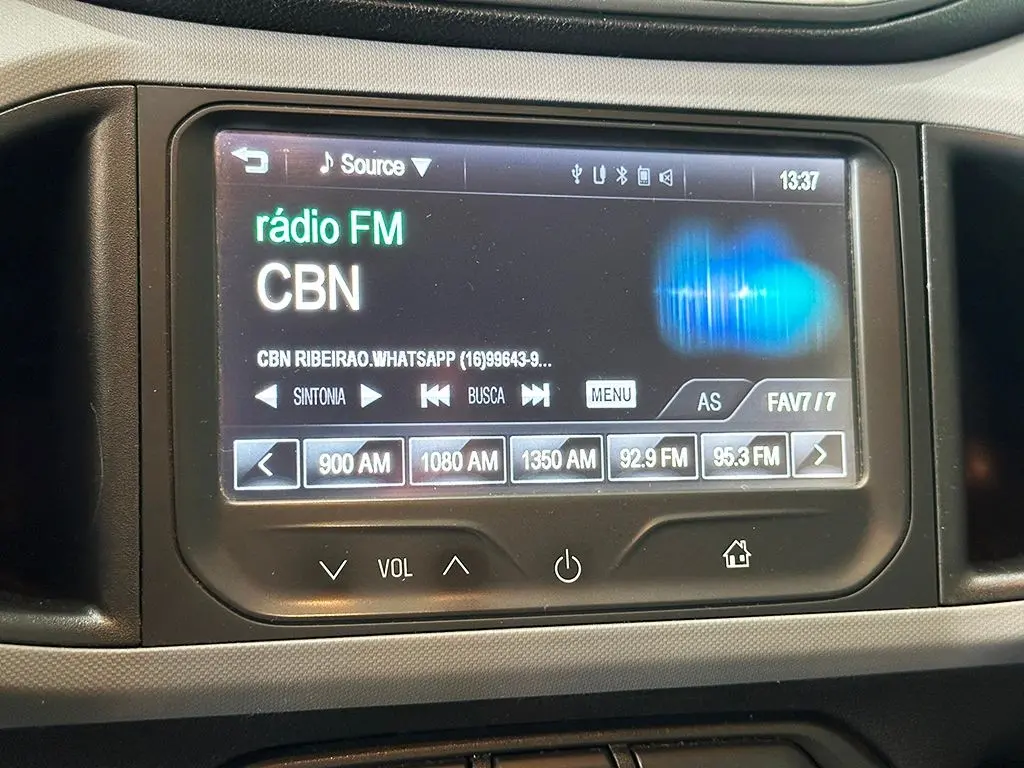 Source 13:37
rádio FM
CBN
CBN RIBEIRAO.WHATSAPP (16)99643-9...
SINTONIA BUSCA MENU AS FAV7/7
900 AM 1080 AM 1350 AM 92.9 FM 95.3 FM
VOL